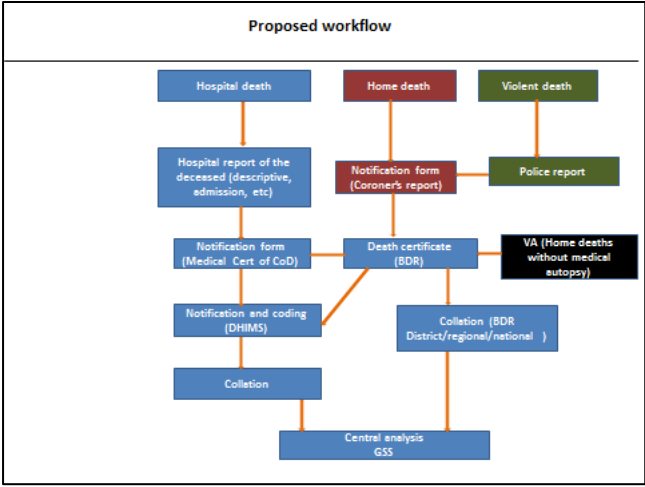 Proposed workflow
Hospital death
Home death
Violent death
Hospital report of the
deceased (descriptive,
admission, etc)
Notification form
(Coroner's report)
Police report
Notification form
(Medical Cert of CoD)
Death certificate
(BDR)
VA (Home deaths
without medical
autopsy)
Notification and coding
(DHIMS)
Collation (BDR
District/regional/national )
Collation
Central analysis
GSS